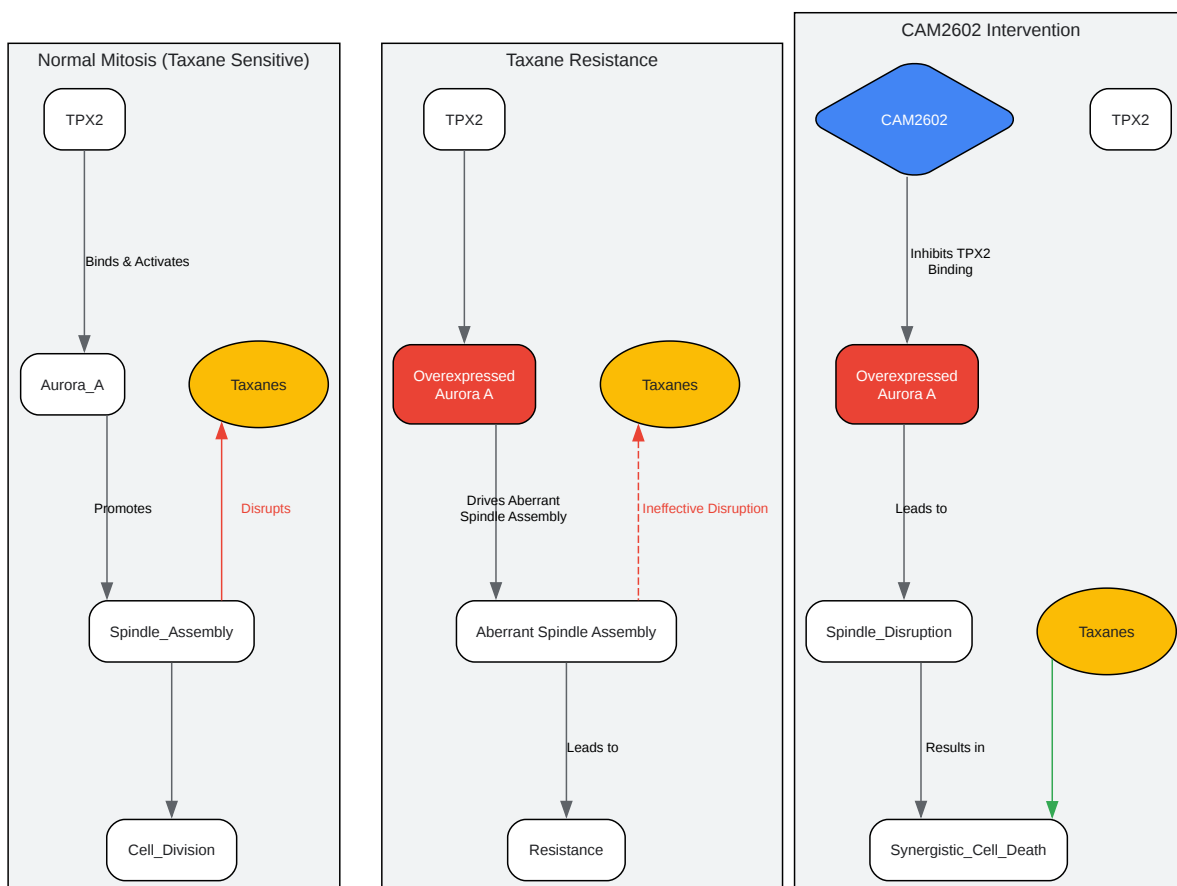 Normal Mitosis (Taxane Sensitive)
TPX2
Binds & Activates
Aurora_A
Taxanes
Promotes
Disrupts
Spindle_Assembly
Cell_Division
Taxane Resistance
TPX2
Overexpressed
Aurora A
Taxanes
Drives Aberrant
Spindle Assembly
Ineffective Disruption
Aberrant Spindle Assembly
Leads to
Resistance
CAM2602 Intervention
CAM2602
TPX2
Inhibits TPX2
Binding
Overexpressed
Aurora A
Leads to
Spindle_Disruption
Taxanes
Results in
Synergistic_Cell_Death